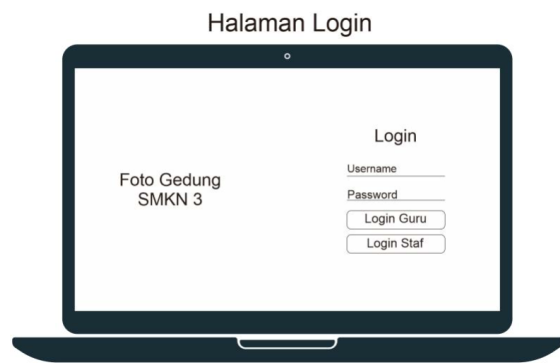 Halaman Login
Foto Gedung
SMKN 3
Login
Username
Password
Login Guru
Login Staf